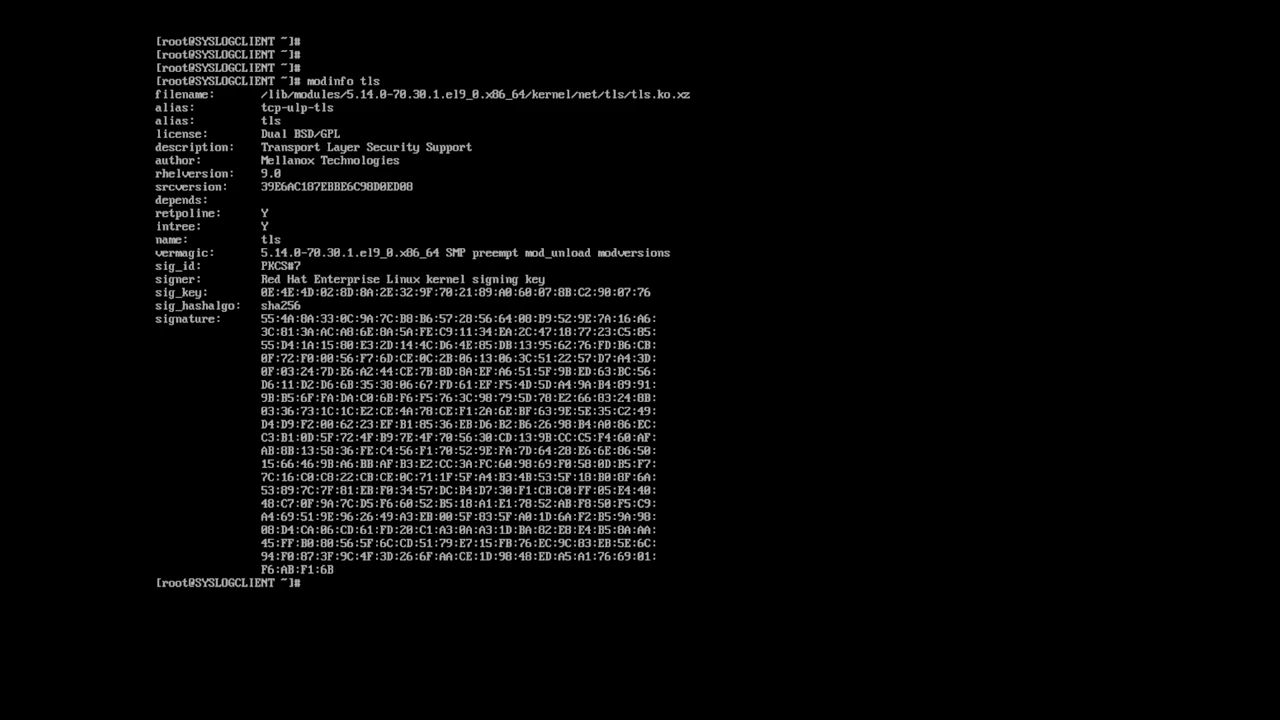 [root@SYSLOGCLIENT ~]#
[root@SYSLOGCLIENT ~]#
[root@SYSLOGCLIENT ~]#
[root@SYSLOGCLIENT ~]# modinfo tls
filename: /lib/modules/5.14.0-70.30.1.el9_0.x86_64/kernel/net/tls/tls.ko.xz
alias: tcp-ulp-tls
alias: tls
license: Dual BSD/GPL
description: Transport Layer Security Support
author: Mellanox Technologies
rhelversion: 9.0
srcversion: 39E6AC187EBBE6C98D0ED08
depends:
retpoline: Y
intree: Y
name: tls
vermagic: 5.14.0-70.30.1.el9_0.x86_64 SMP preempt mod_unload modversions
sig_id: PKCS#7
signer: Red Hat Enterprise Linux kernel signing key
sig_key: 0E:4E:4D:02:8D:8A:2E:32:9F:70:21:89:A0:60:07:8B:C2:90:07:76
sig_hashalgo: sha256
signature: 55:4A:8A:33:0C:9A:7C:B8:B6:57:28:56:64:08:B9:52:9E:7A:16:A6:
3C:81:3A:AC:A8:6E:8A:5A:FE:C9:11:34:EA:2C:47:18:77:23:C5:85:
55:D4:1A:15:80:E3:2D:14:4C:D6:4E:85:DB:13:95:62:76:FD:B6:CB:
0F:72:F0:00:56:F7:6D:CE:0C:2B:06:13:06:3C:51:22:57:D7:A4:3D:
0F:03:24:7D:E6:A2:44:CE:7B:8D:8A:EF:A6:51:5F:9B:ED:63:BC:56:
D6:11:D2:D6:6B:35:38:06:67:FD:61:EF:F5:4D:5D:A4:9A:B4:89:91:
9B:B5:6F:FA:DA:C0:6B:F6:F5:76:3C:98:79:5D:78:E2:66:83:24:8B:
03:36:73:1C:1C:E2:CE:4A:78:CE:F1:2A:6E:BF:63:9E:5E:35:C2:49:
D4:D9:F2:00:62:23:EF:B1:85:36:EB:D6:B2:B6:26:98:B4:A0:86:EC:
C3:B1:0D:5F:72:4F:B9:7E:4F:70:56:30:CD:13:9B:CC:C5:F4:60:AF:
AB:8B:13:58:36:FE:C4:56:F1:70:52:9E:FA:7D:64:28:E6:6E:86:50:
15:66:46:9B:A6:BB:AF:B3:E2:CC:3A:FC:60:98:69:F0:58:0D:B5:F7:
7C:16:C0:C8:22:CB:CE:0C:71:1F:5F:A4:B3:4B:53:5F:18:B0:8F:6A:
53:89:7C:7F:81:EB:F0:34:57:DC:B4:D7:30:F1:CB:C0:FF:05:E4:40:
48:C7:0F:9A:7C:D5:F6:60:52:B5:18:A1:E1:78:52:AB:F8:50:F5:C9:
A4:69:51:9E:96:26:49:A3:EB:00:5F:83:5F:A0:1D:6A:F2:B5:9A:98:
08:D4:CA:06:CD:61:FD:20:C1:A3:0A:A3:1D:BA:82:E8:E4:B5:8A:AA:
45:FF:B0:80:56:5F:6C:CD:51:79:E7:15:FB:76:EC:9C:83:EB:5E:6C:
94:F0:87:3F:9C:4F:3D:26:6F:AA:CE:1D:98:48:ED:A5:A1:76:69:01:
F6:AB:F1:6B
[root@SYSLOGCLIENT ~]#